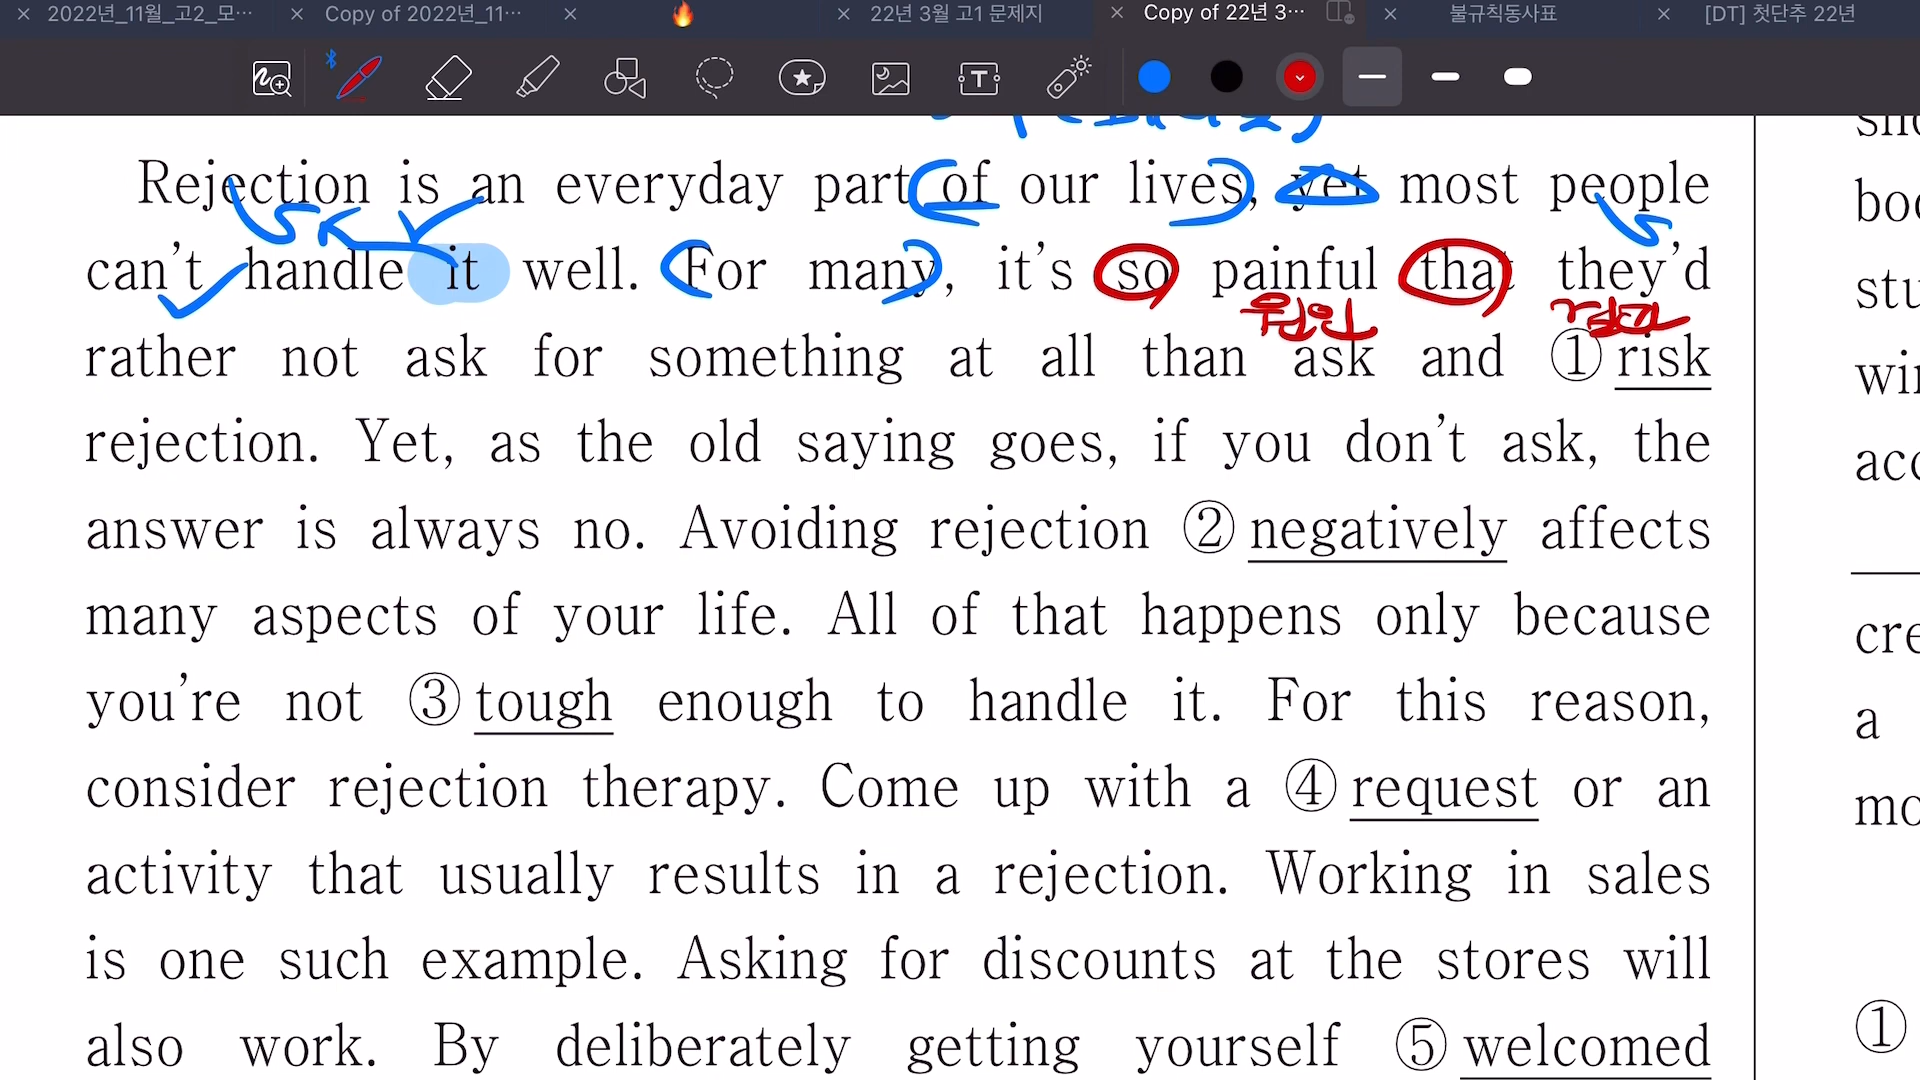 2022년_11월_고2_모…
Copy of 2022년_11…
22년 3월 고1 문제지
Copy of 22년 3…
불규칙동사표
[DT] 첫단추 22년
Rejection is an everyday part of our lives, yet most people
can't handle it well. For many, it's so painful that they'd
원인 결과
rather not ask for something at all than ask and ① risk
rejection. Yet, as the old saying goes, if you don't ask, the
answer is always no. Avoiding rejection ② negatively affects
many aspects of your life. All of that happens only because
you're not ③ tough enough to handle it. For this reason,
consider rejection therapy. Come up with a ④ request or an
activity that usually results in a rejection. Working in sales
is one such example. Asking for discounts at the stores will
also work. By deliberately getting yourself ⑤ welcomed
a
①